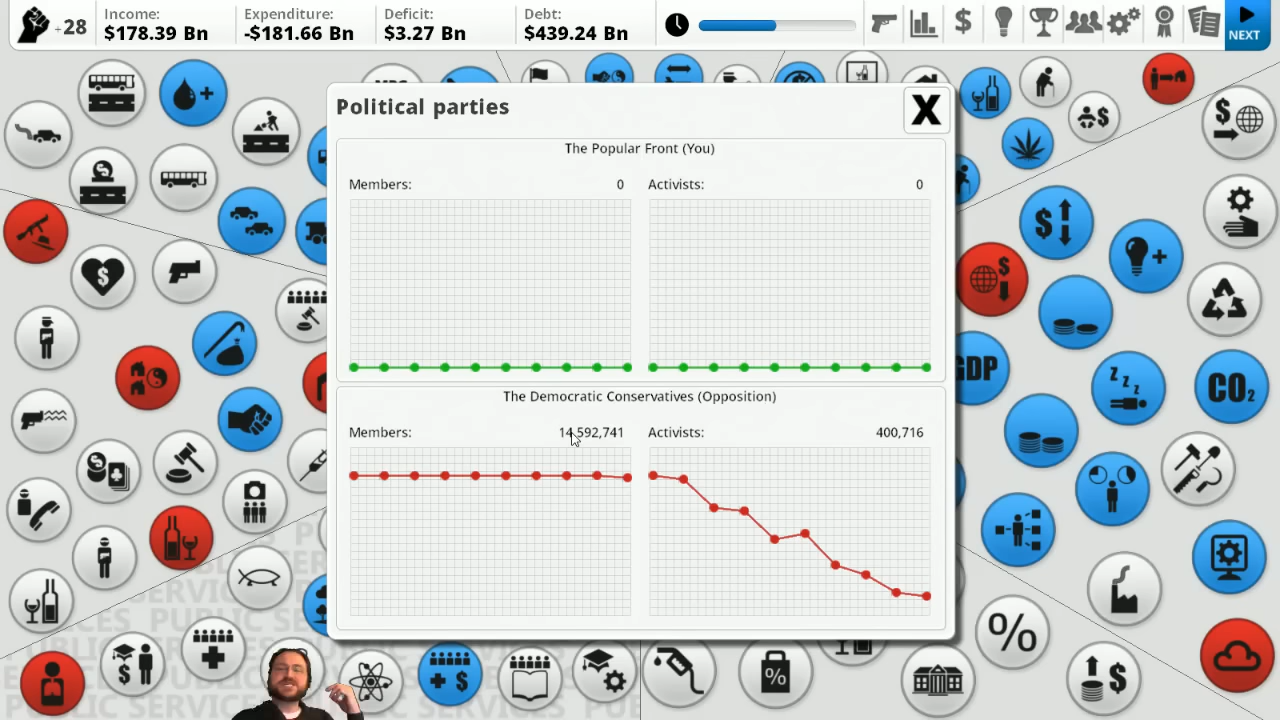 +28
Income:
$178.39 Bn
Expenditure:
-$181.66 Bn
Deficit:
$3.27 Bn
Debt:
$439.24 Bn
NEXT
Political parties
X
The Popular Front (You)
Members: 0
Activists: 0
The Democratic Conservatives (Opposition)
Members: 14,592,741
Activists: 400,716
GDP
CO2
%
PUBLIC SERVICES